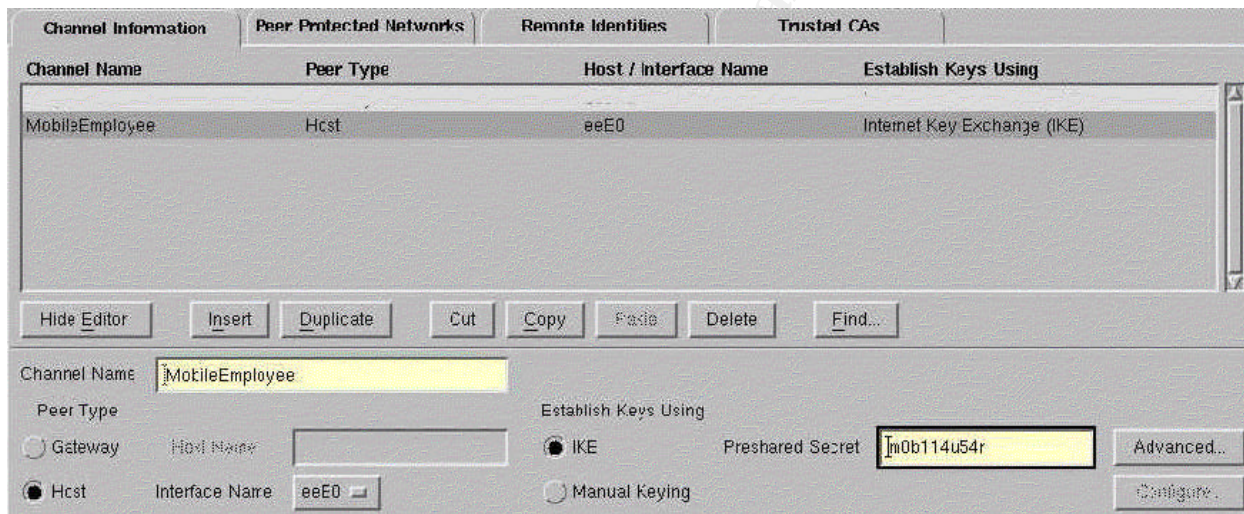 Channel Information Peer Protected Networks Remote Identities Trusted CAs
Channel Name Peer Type Host / Interface Name Establish Keys Using
MobileEmployee Host eeE0 Internet Key Exchange (IKE)
Hide Editor Insert Duplicate Cut Copy Paste Delete Find...
Channel Name MobileEmployee
Peer Type Establish Keys Using
Gateway Host Name IKE Preshared Secret m0b114u54r Advanced...
Host Interface Name eeE0 Manual Keying Configure..